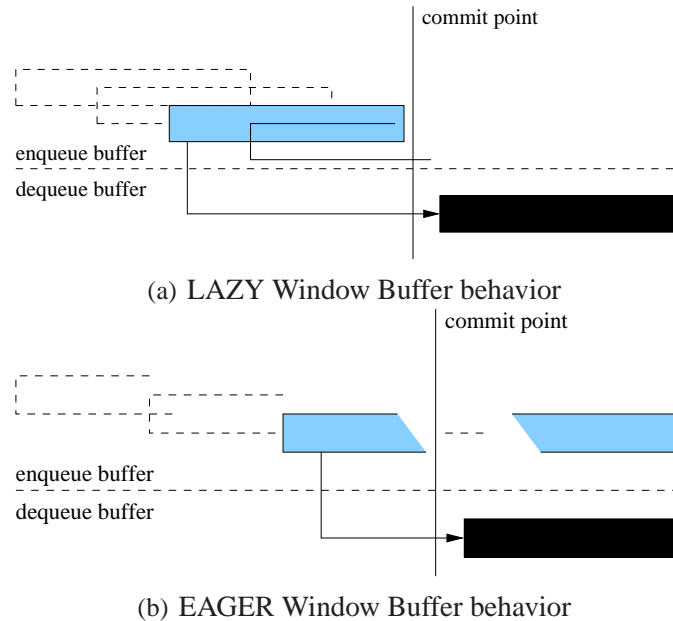 commit point
enqueue buffer
dequeue buffer
(a) LAZY Window Buffer behavior
commit point
enqueue buffer
dequeue buffer
(b) EAGER Window Buffer behavior